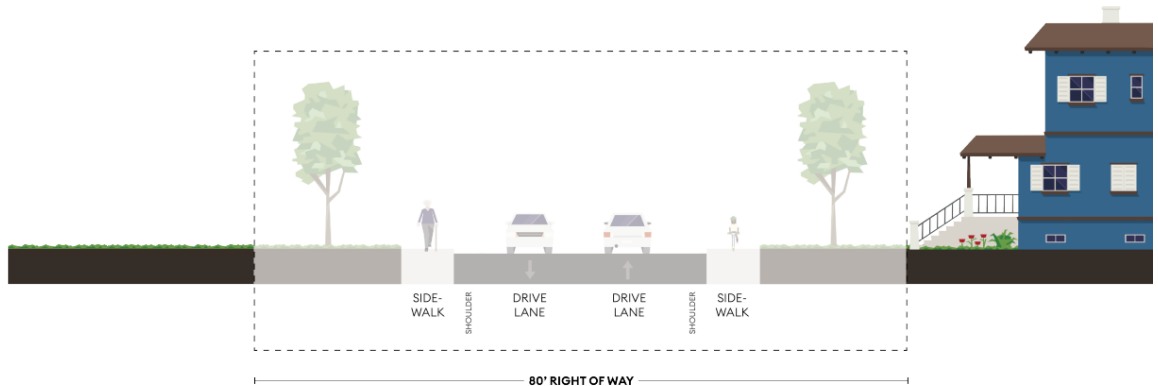 SIDE-
WALK
SHOULDER
DRIVE
LANE
DRIVE
LANE
SHOULDER
SIDE-
WALK
80' RIGHT OF WAY